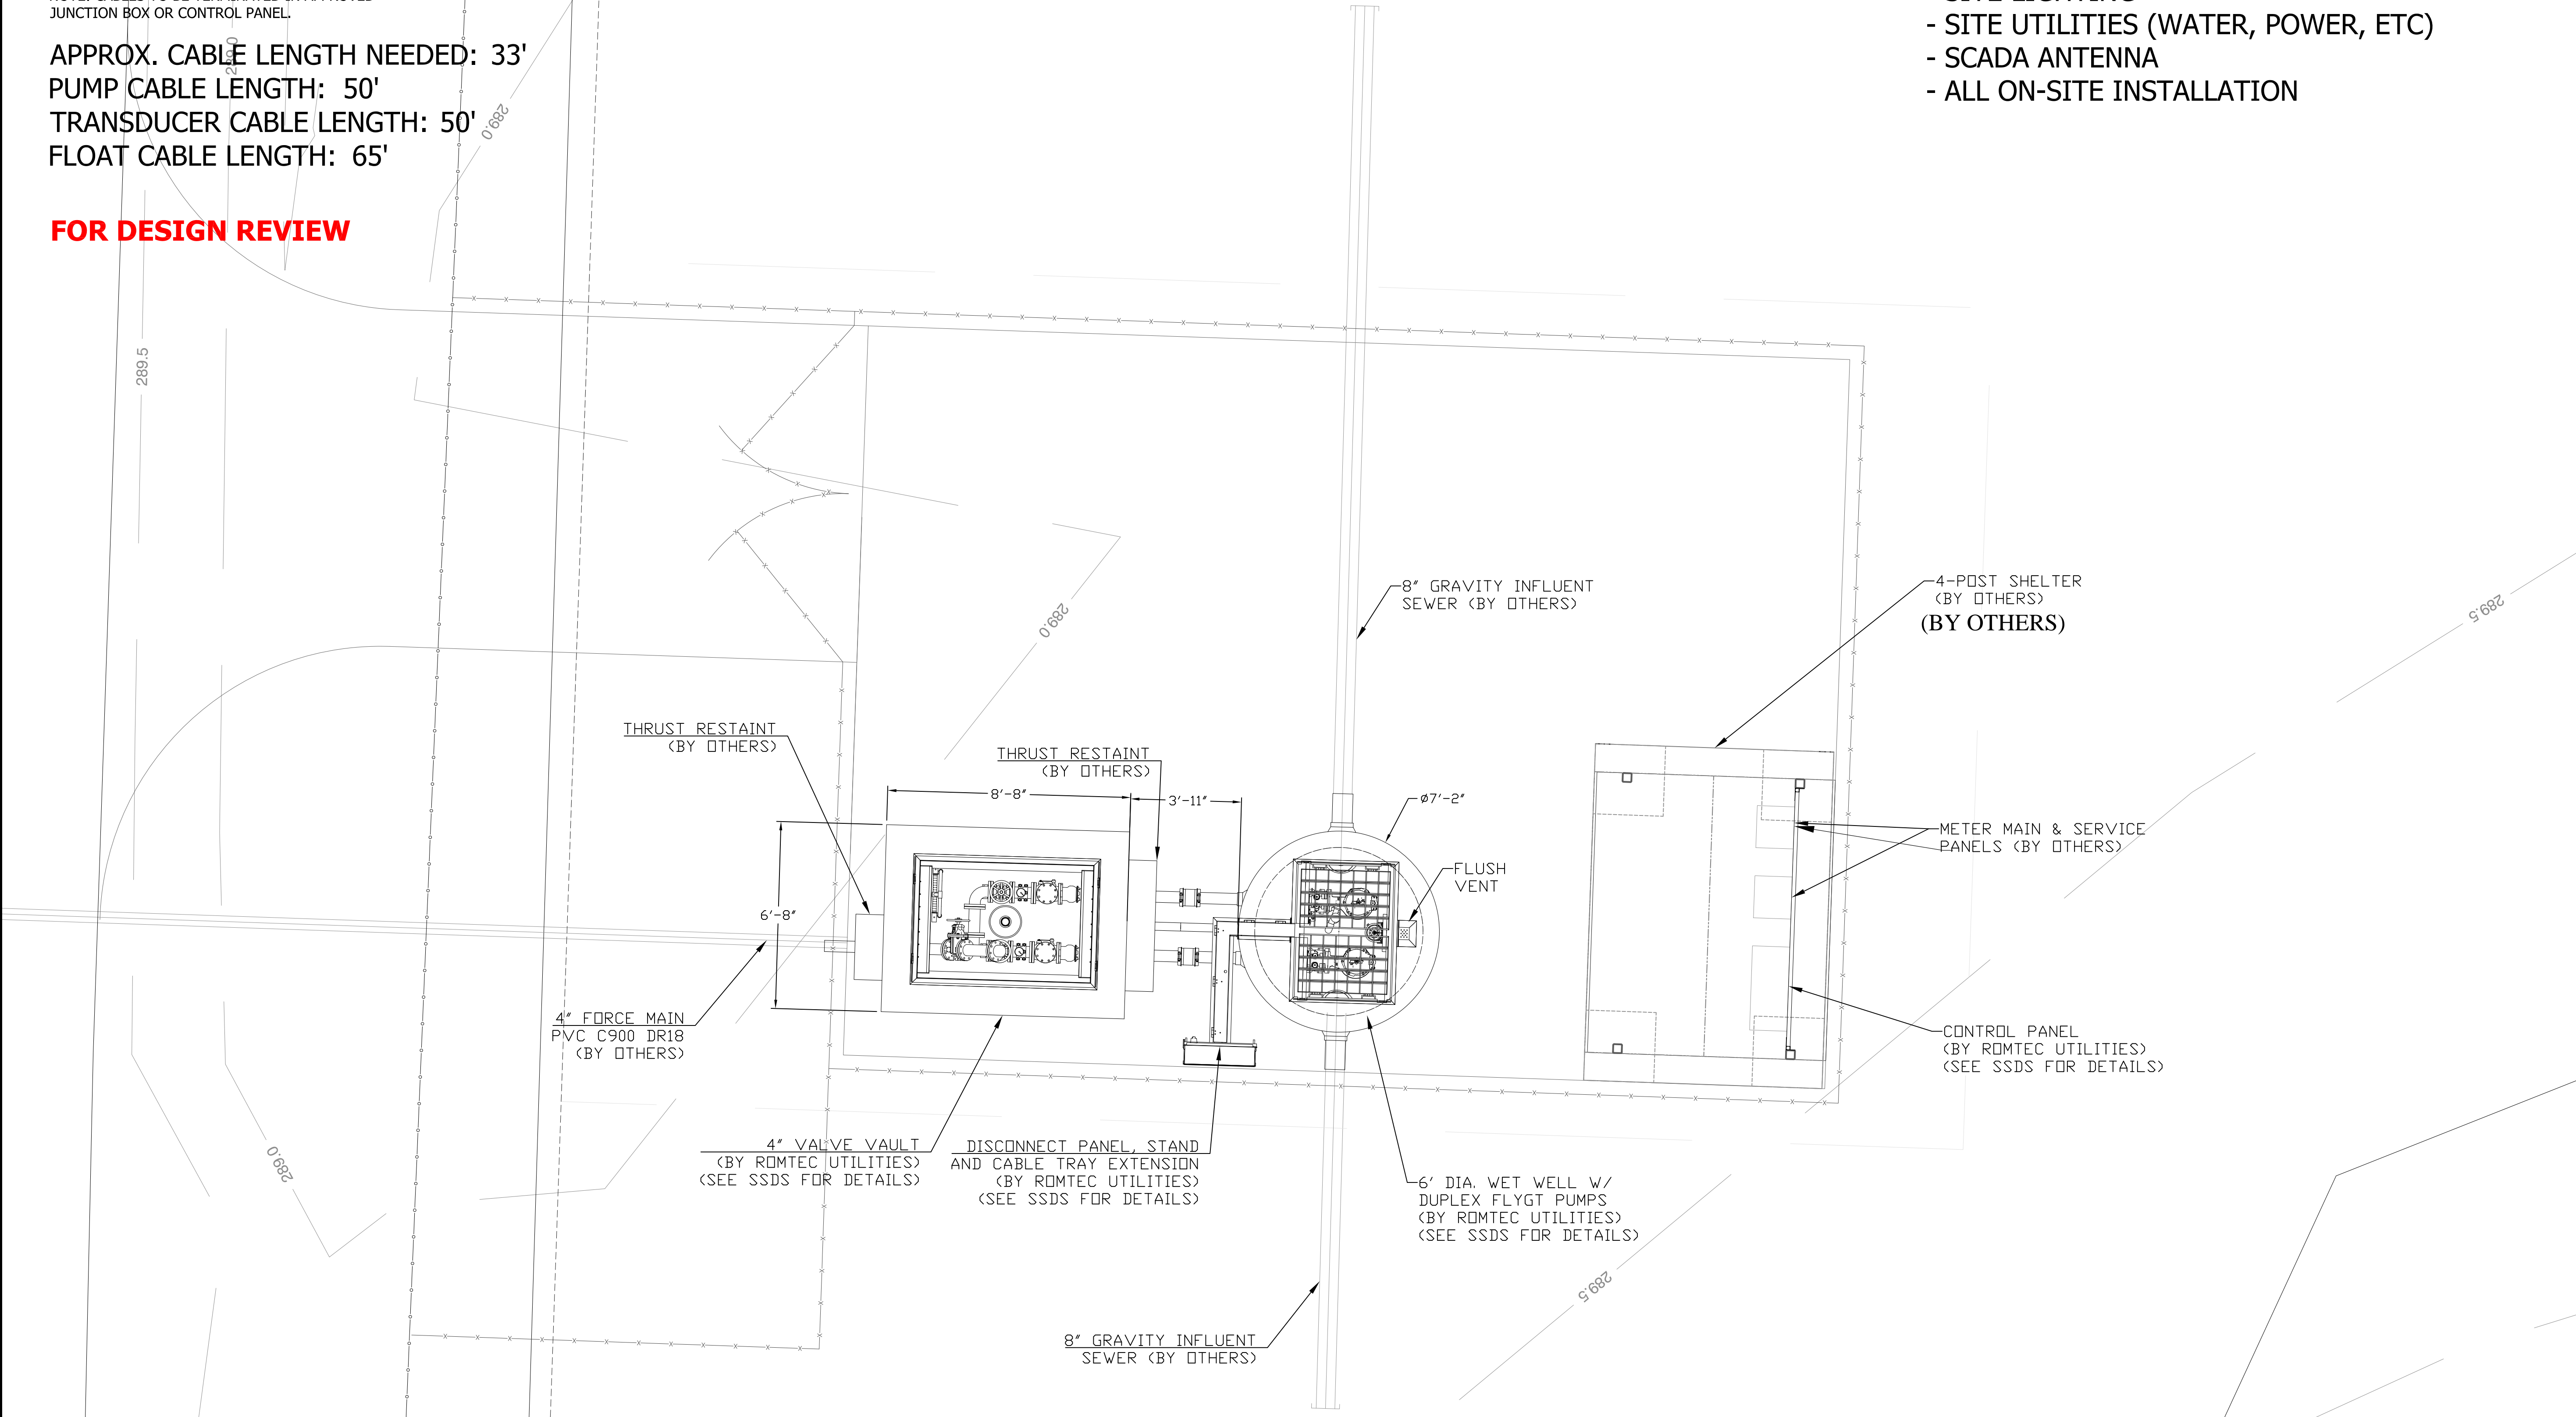 JUNCTION BOX OR CONTROL PANEL.
APPROX. CABLE LENGTH NEEDED: 33'
PUMP CABLE LENGTH: 50'
TRANSDUCER CABLE LENGTH: 50'
FLOAT CABLE LENGTH: 65'
FOR DESIGN REVIEW
- SITE UTILITIES (WATER, POWER, ETC)
- SCADA ANTENNA
- ALL ON-SITE INSTALLATION
289.0
289.0
289.5
289.0
289.5
289.0
289.5
8" GRAVITY INFLUENT
SEWER (BY OTHERS)
4-POST SHELTER
(BY OTHERS)
(BY OTHERS)
THRUST RESTAINT
(BY OTHERS)
THRUST RESTAINT
(BY OTHERS)
8'-8"
3'-11"
ø7'-2"
6'-8"
FLUSH
VENT
METER MAIN & SERVICE
PANELS (BY OTHERS)
4" FORCE MAIN
PVC C900 DR18
(BY OTHERS)
CONTROL PANEL
(BY ROMTEC UTILITIES)
(SEE SSDS FOR DETAILS)
4" VALVE VAULT
(BY ROMTEC UTILITIES)
(SEE SSDS FOR DETAILS)
DISCONNECT PANEL, STAND
AND CABLE TRAY EXTENSION
(BY ROMTEC UTILITIES)
(SEE SSDS FOR DETAILS)
6' DIA. WET WELL W/
DUPLEX FLYGT PUMPS
(BY ROMTEC UTILITIES)
(SEE SSDS FOR DETAILS)
8" GRAVITY INFLUENT
SEWER (BY OTHERS)